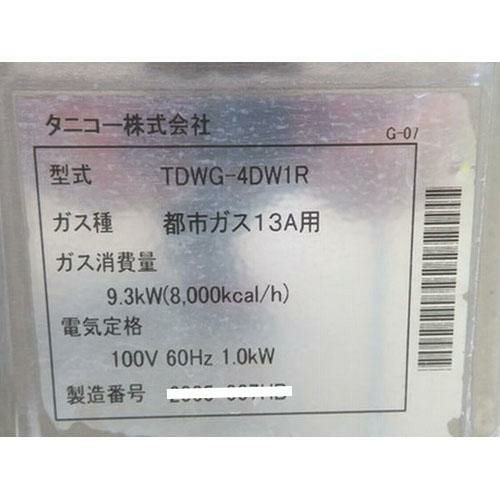 タニコー株式会社
G-07
型式 TDWG-4DW1R
ガス種 都市ガス13A用
ガス消費量
9.3kW(8,000kcal/h)
電気定格
100V 60Hz 1.0kW
製造番号